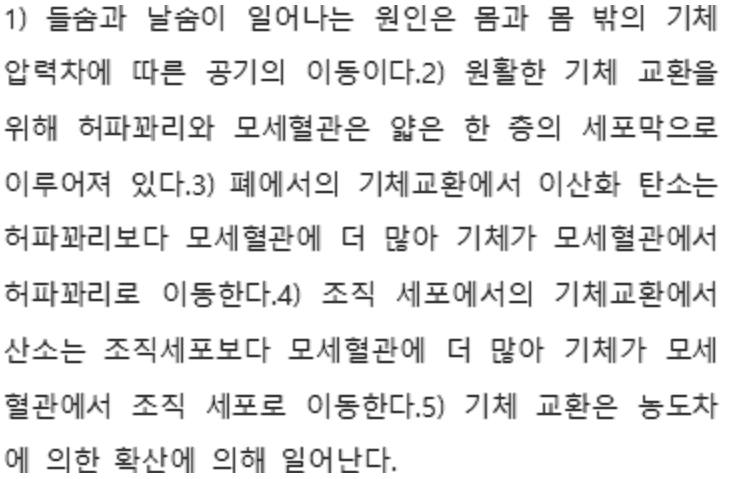 1) 들숨과 날숨이 일어나는 원인은 몸과 몸 밖의 기체
압력차에 따른 공기의 이동이다.2) 원활한 기체 교환을
위해 허파꽈리와 모세혈관은 얇은 한 층의 세포막으로
이루어져 있다.3) 폐에서의 기체교환에서 이산화 탄소는
허파꽈리보다 모세혈관에 더 많아 기체가 모세혈관에서
허파꽈리로 이동한다.4) 조직 세포에서의 기체교환에서
산소는 조직세포보다 모세혈관에 더 많아 기체가 모세
혈관에서 조직 세포로 이동한다.5) 기체 교환은 농도차
에 의한 확산에 의해 일어난다.